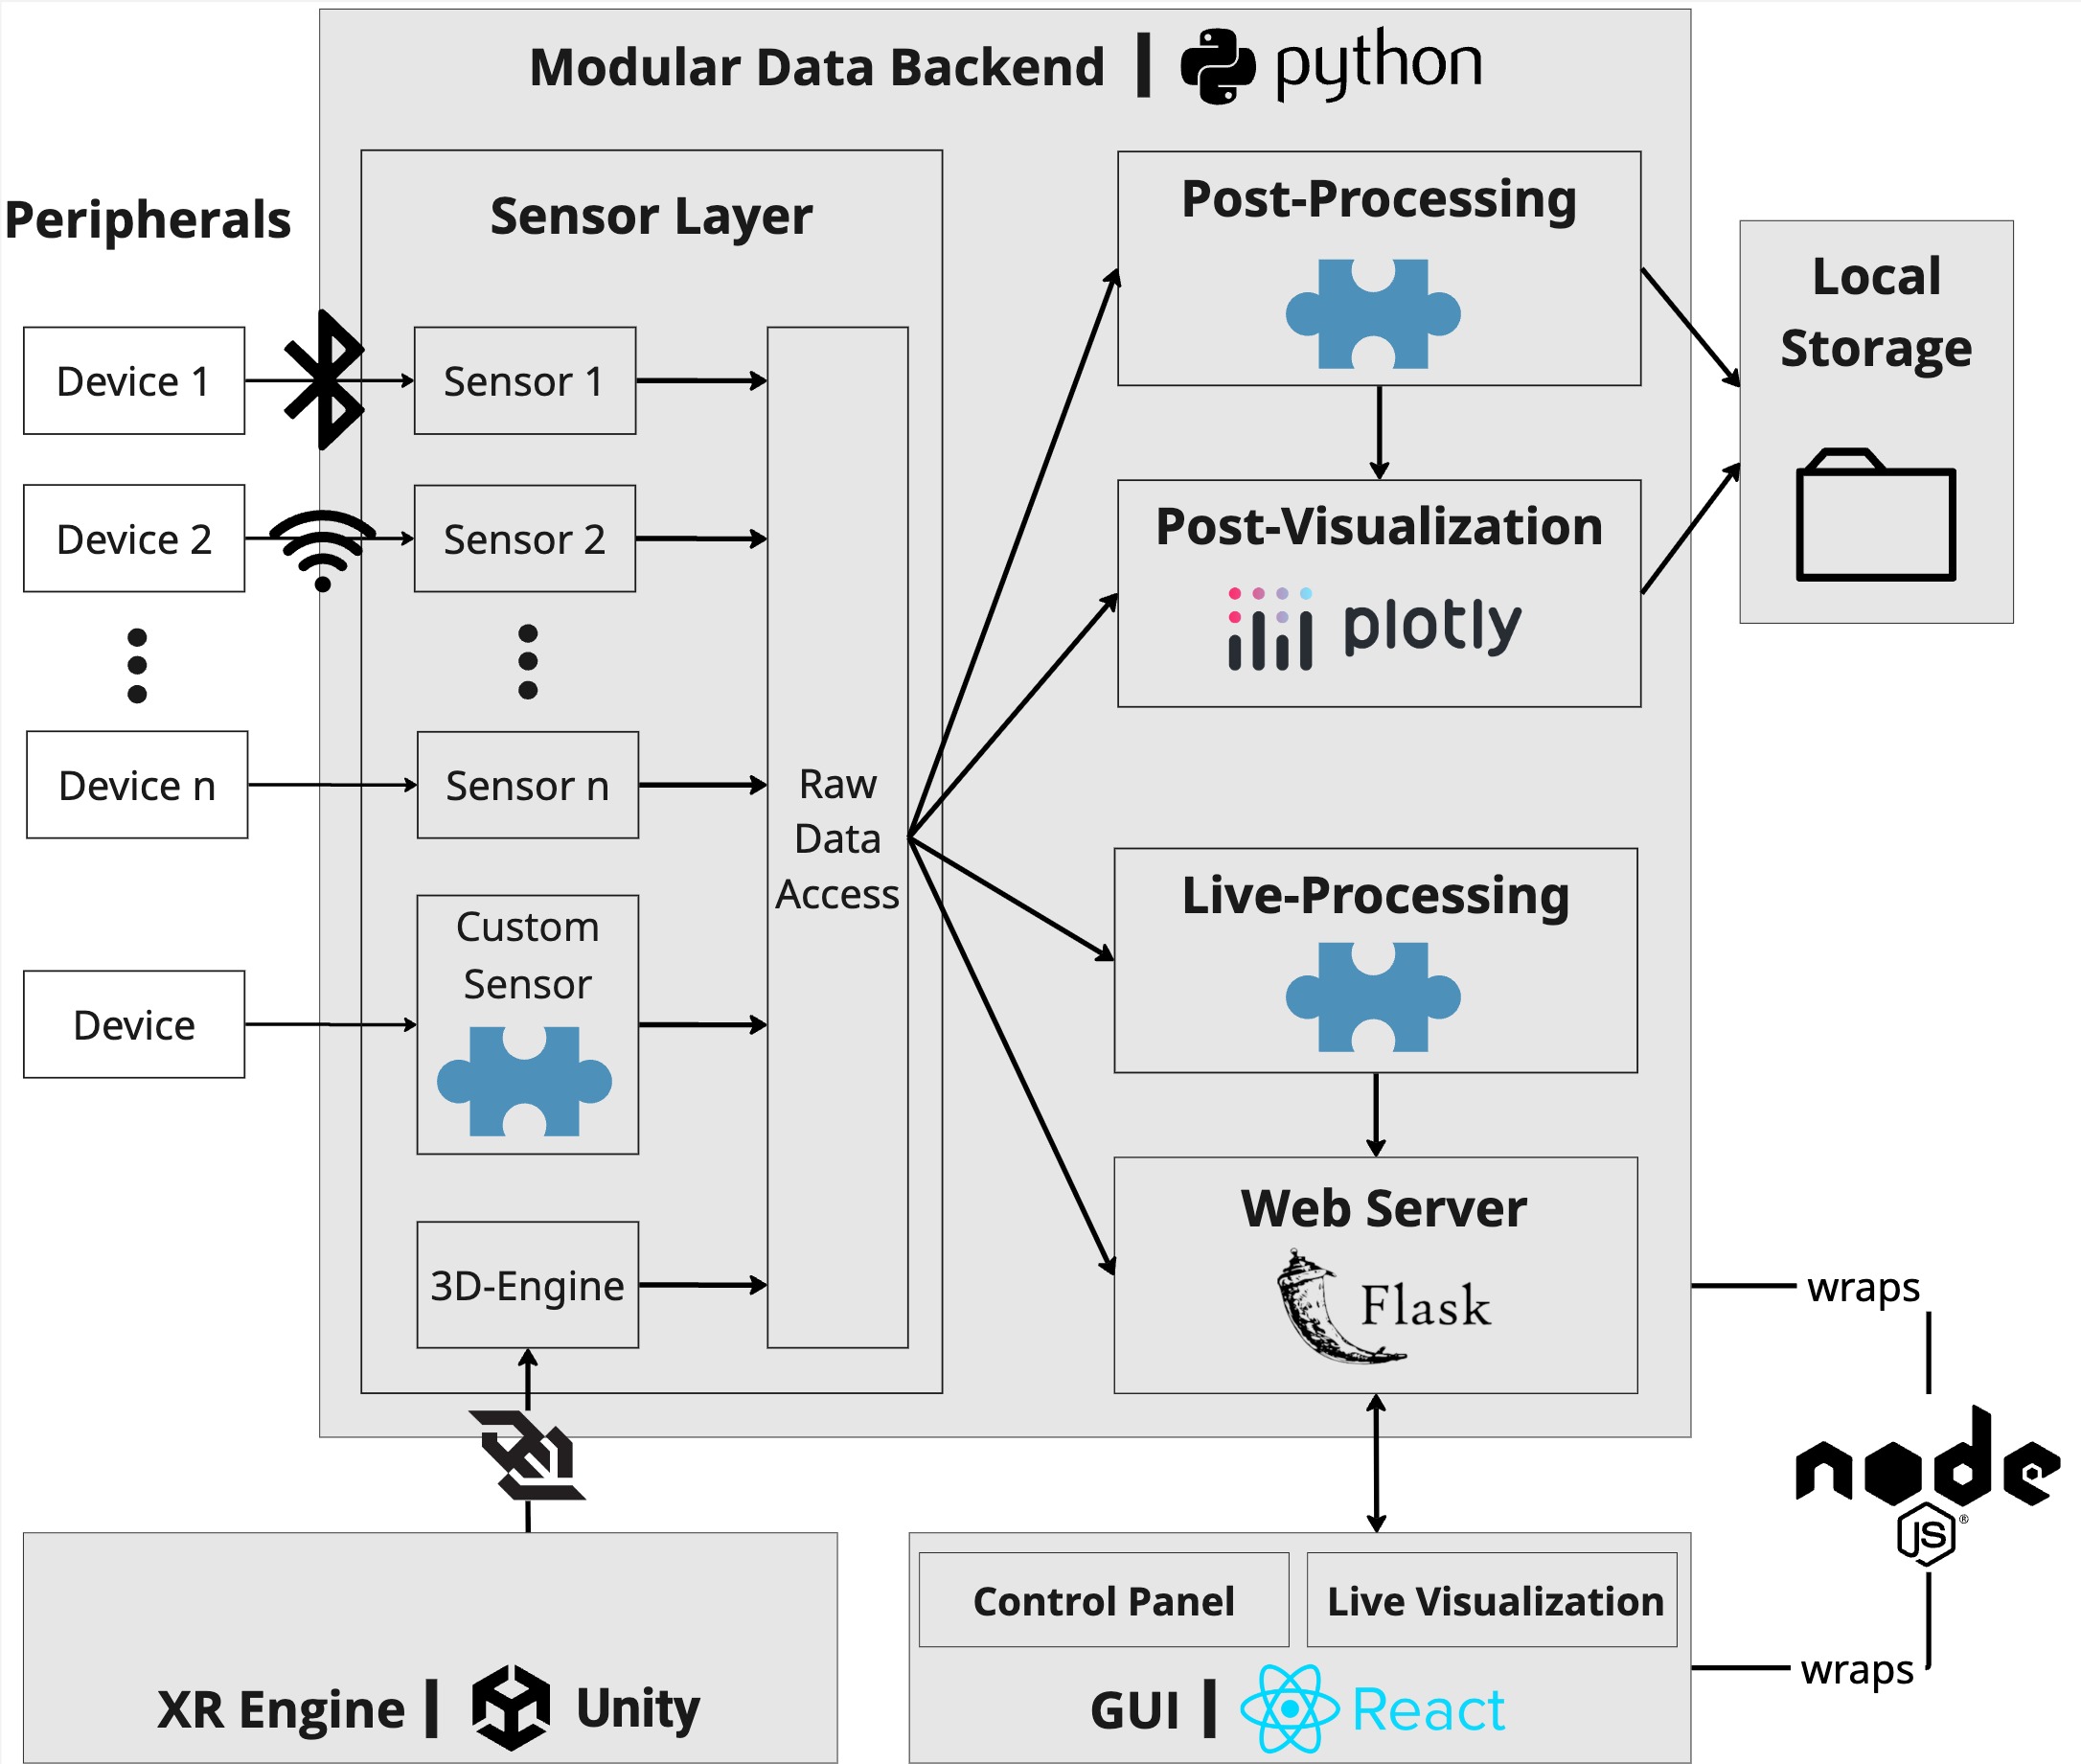 Modular Data Backend | python
Peripherals
Sensor Layer
Device 1
Sensor 1
Device 2
Sensor 2
Device n
Sensor n
Device
Custom
Sensor
3D-Engine
Raw
Data
Access
Post-Processing
Post-Visualization
plotly
Live-Processing
Web Server
Flask
Local
Storage
wraps
node
JS®
wraps
XR Engine | Unity
Control Panel
Live Visualization
GUI | React